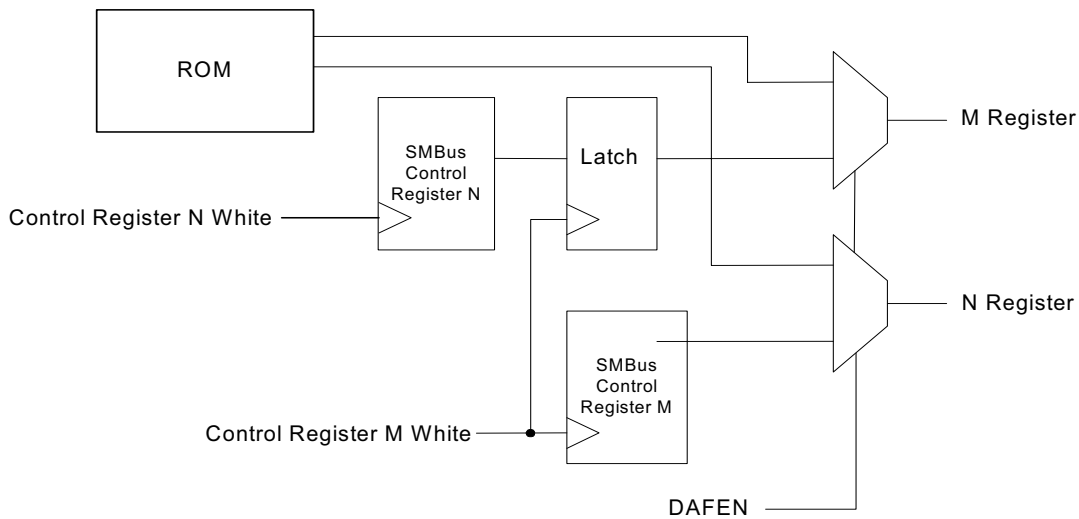 ROM
M Register
SMBus
Control
Register N
Latch
Control Register N White
N Register
SMBus
Control
Register M
Control Register M White
DAFEN